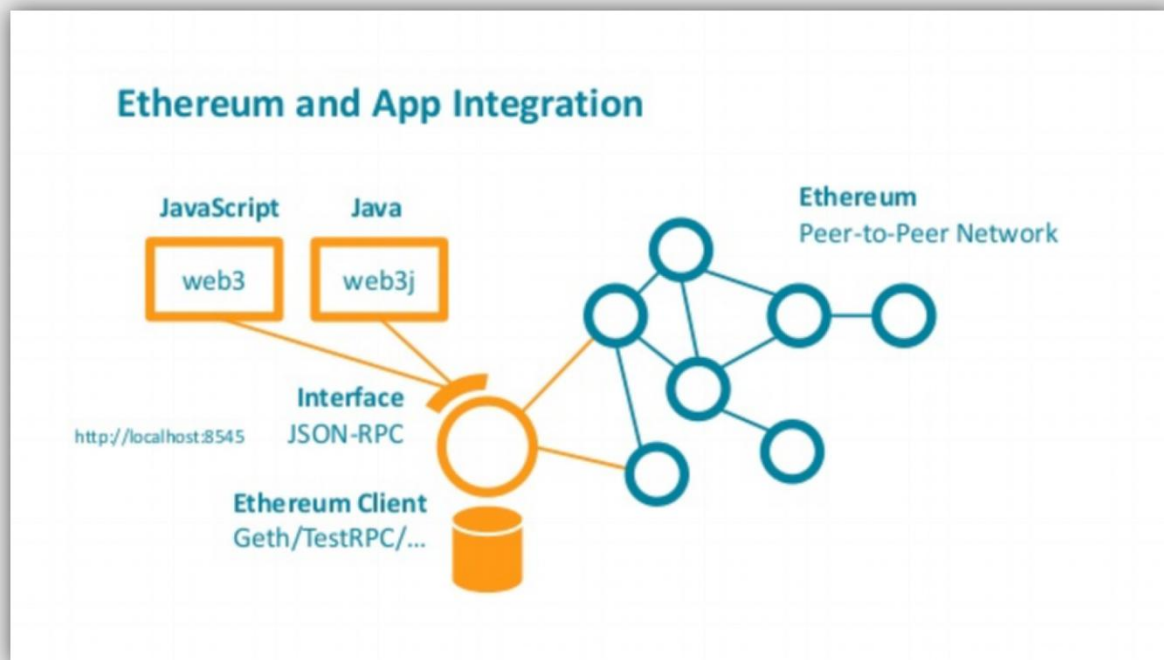 Ethereum and App Integration
JavaScript
Java
web3
web3j
Ethereum
Peer-to-Peer Network
Interface
JSON-RPC
http://localhost:8545
Ethereum Client
Geth/TestRPC/...